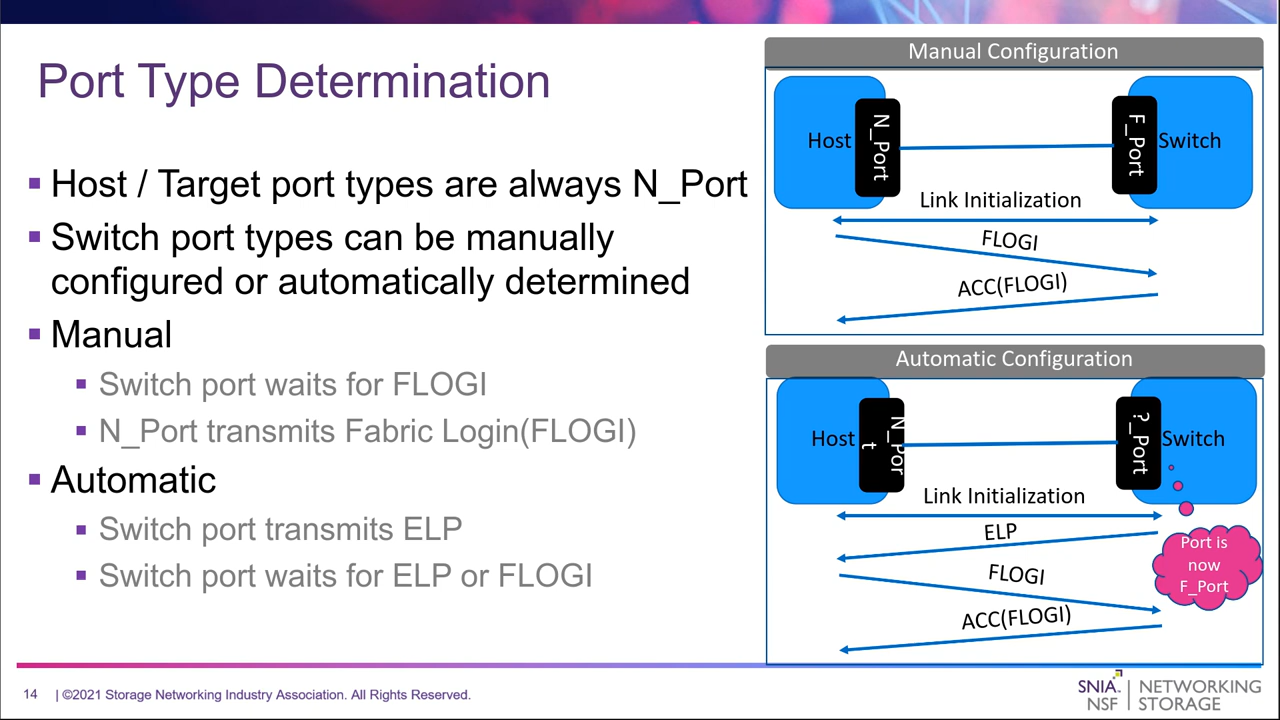 Port Type Determination
▪ Host / Target port types are always N_Port
▪ Switch port types can be manually
configured or automatically determined
▪ Manual
▪ Switch port waits for FLOGI
▪ N_Port transmits Fabric Login(FLOGI)
▪ Automatic
▪ Switch port transmits ELP
▪ Switch port waits for ELP or FLOGI
Manual Configuration
Host
N_Port
F_Port
Switch
Link Initialization
FLOGI
ACC(FLOGI)
Automatic Configuration
Host
N_Por
t
?_Port
Switch
Link Initialization
ELP
FLOGI
ACC(FLOGI)
Port is
now
F_Port
14 | ©2021 Storage Networking Industry Association. All Rights Reserved.
SNIA. | NETWORKING
NSF | STORAGE